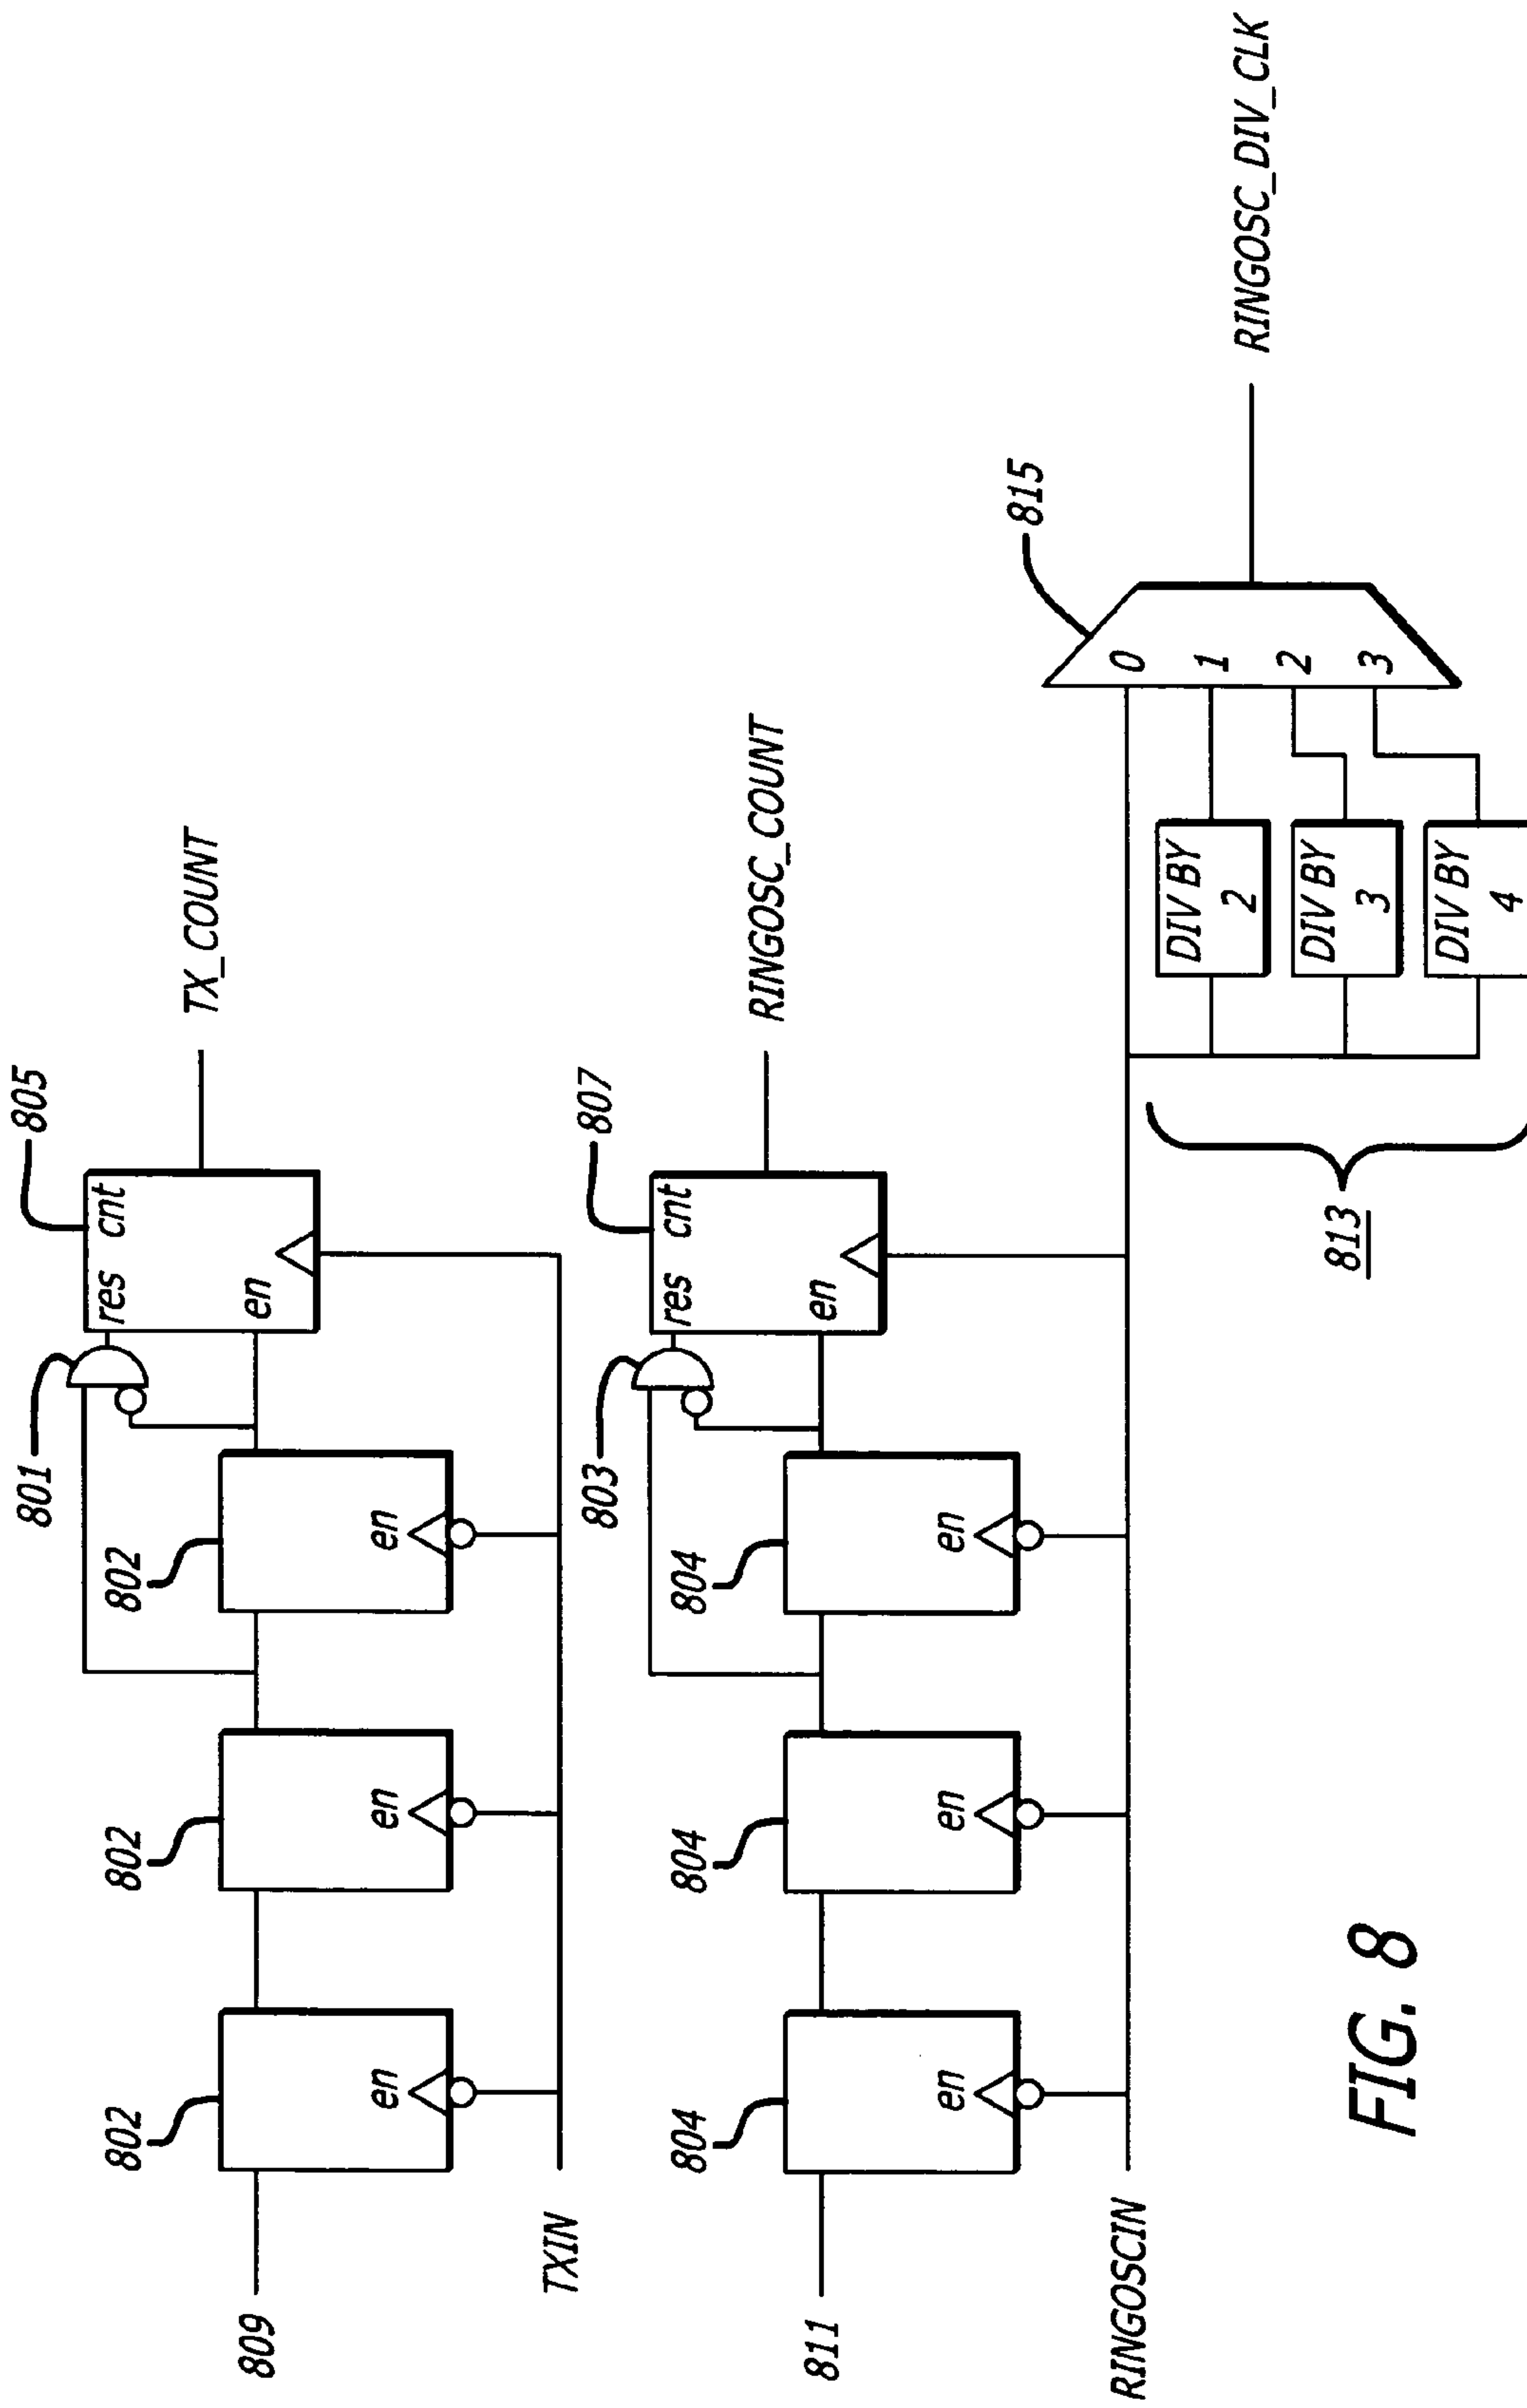 801
805
802
802
802
res cnt
en
en
en
en
809
TX_COUNT
TXIN
803
807
804
804
804
res cnt
en
en
en
en
811
RINGOSC_COUNT
RINGOSCIN
815
0
1
2
3
DIV BY
2
DIV BY
3
DIV BY
4
813
RINGOSC_DIV_CLK
FIG. 8